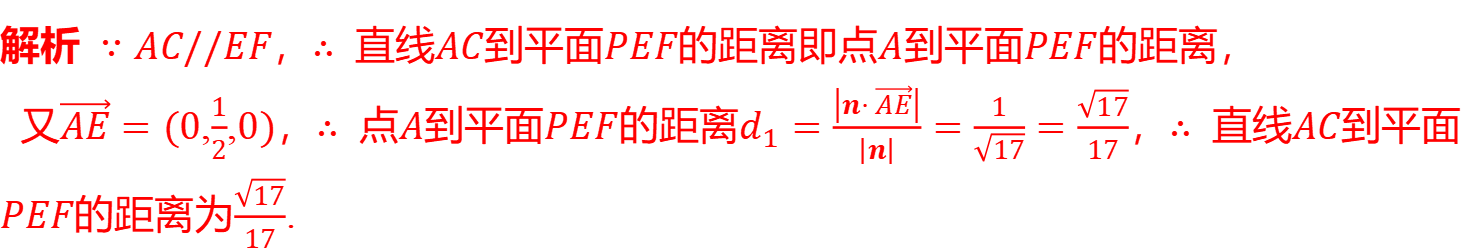 解析 ∵ AC//EF，∴ 直线AC到平面PEF的距离即点A到平面PEF的距离，
又$\overrightarrow{AE}$ = (0,$\frac{1}{2}$,0)，∴ 点A到平面PEF的距离$d_1 = \frac{|\boldsymbol{n}\cdot\overrightarrow{AE}|}{|\boldsymbol{n}|} = \frac{1}{\sqrt{17}} = \frac{\sqrt{17}}{17}$，∴ 直线AC到平面
PEF的距离为$\frac{\sqrt{17}}{17}$.